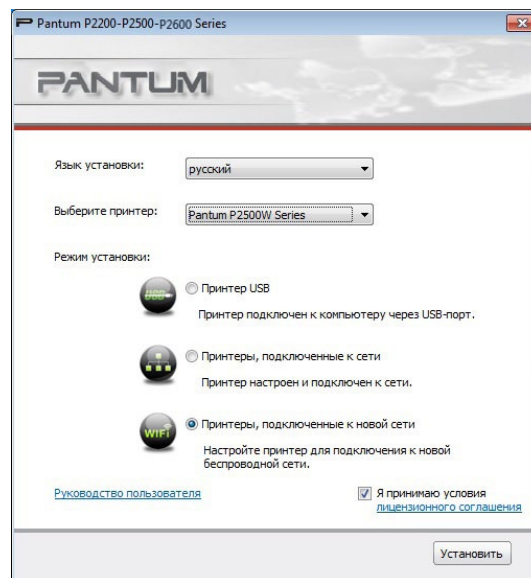 Pantum P2200-P2500-P2600 Series
PANTUM
Язык установки:
русский
Выберите принтер:
Pantum P2500W Series
Режим установки:
USB
Принтер USB
Принтер подключен к компьютеру через USB-порт.
Принтеры, подключенные к сети
Принтер настроен и подключен к сети.
WiFi
Принтеры, подключенные к новой сети
Настройте принтер для подключения к новой
беспроводной сети.
Руководство пользователя
Я принимаю условия
лицензионного соглашения
Установить